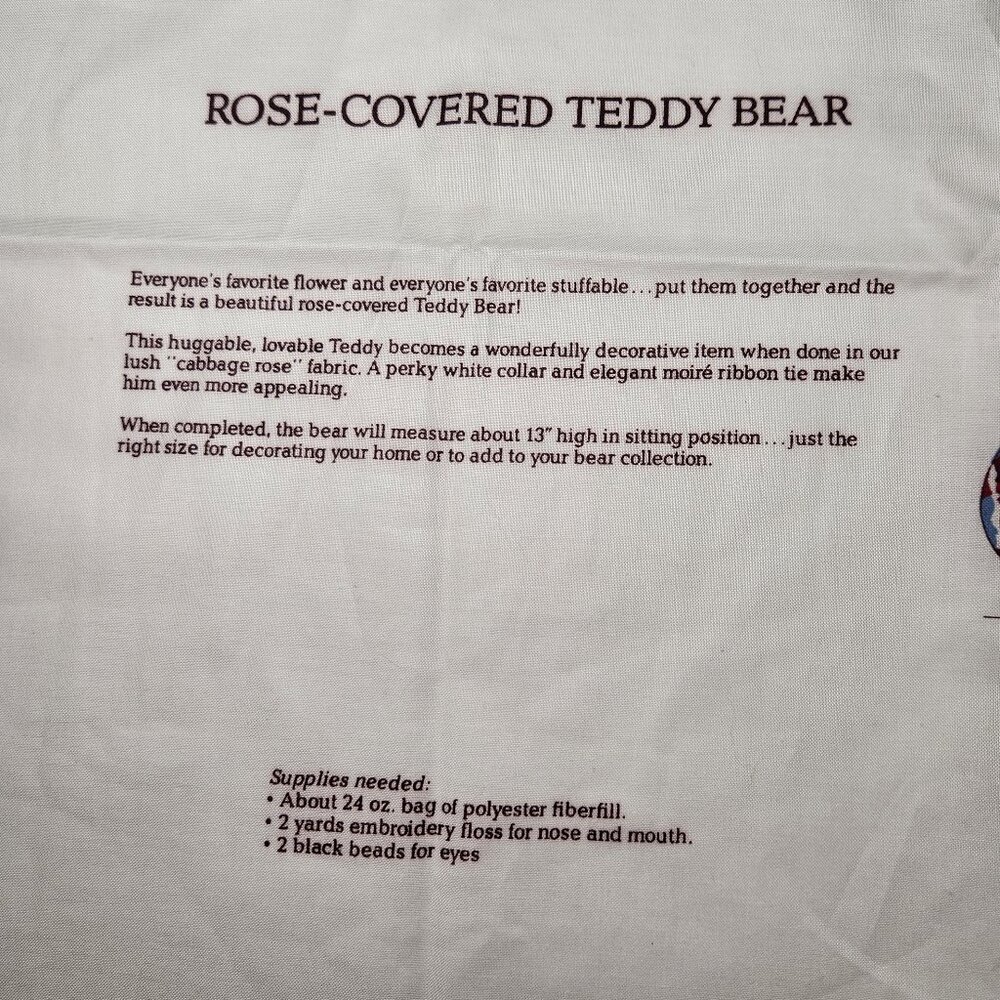 ROSE-COVERED TEDDY BEAR
Everyone's favorite flower and everyone's favorite stuffable...put them together and the
result is a beautiful rose-covered Teddy Bear!
This huggable, lovable Teddy becomes a wonderfully decorative item when done in our
lush "cabbage rose" fabric. A perky white collar and elegant moiré ribbon tie make
him even more appealing.
When completed, the bear will measure about 13" high in sitting position...just the
right size for decorating your home or to add to your bear collection.
Supplies needed:
• About 24 oz. bag of polyester fiberfill.
• 2 yards embroidery floss for nose and mouth.
• 2 black beads for eyes